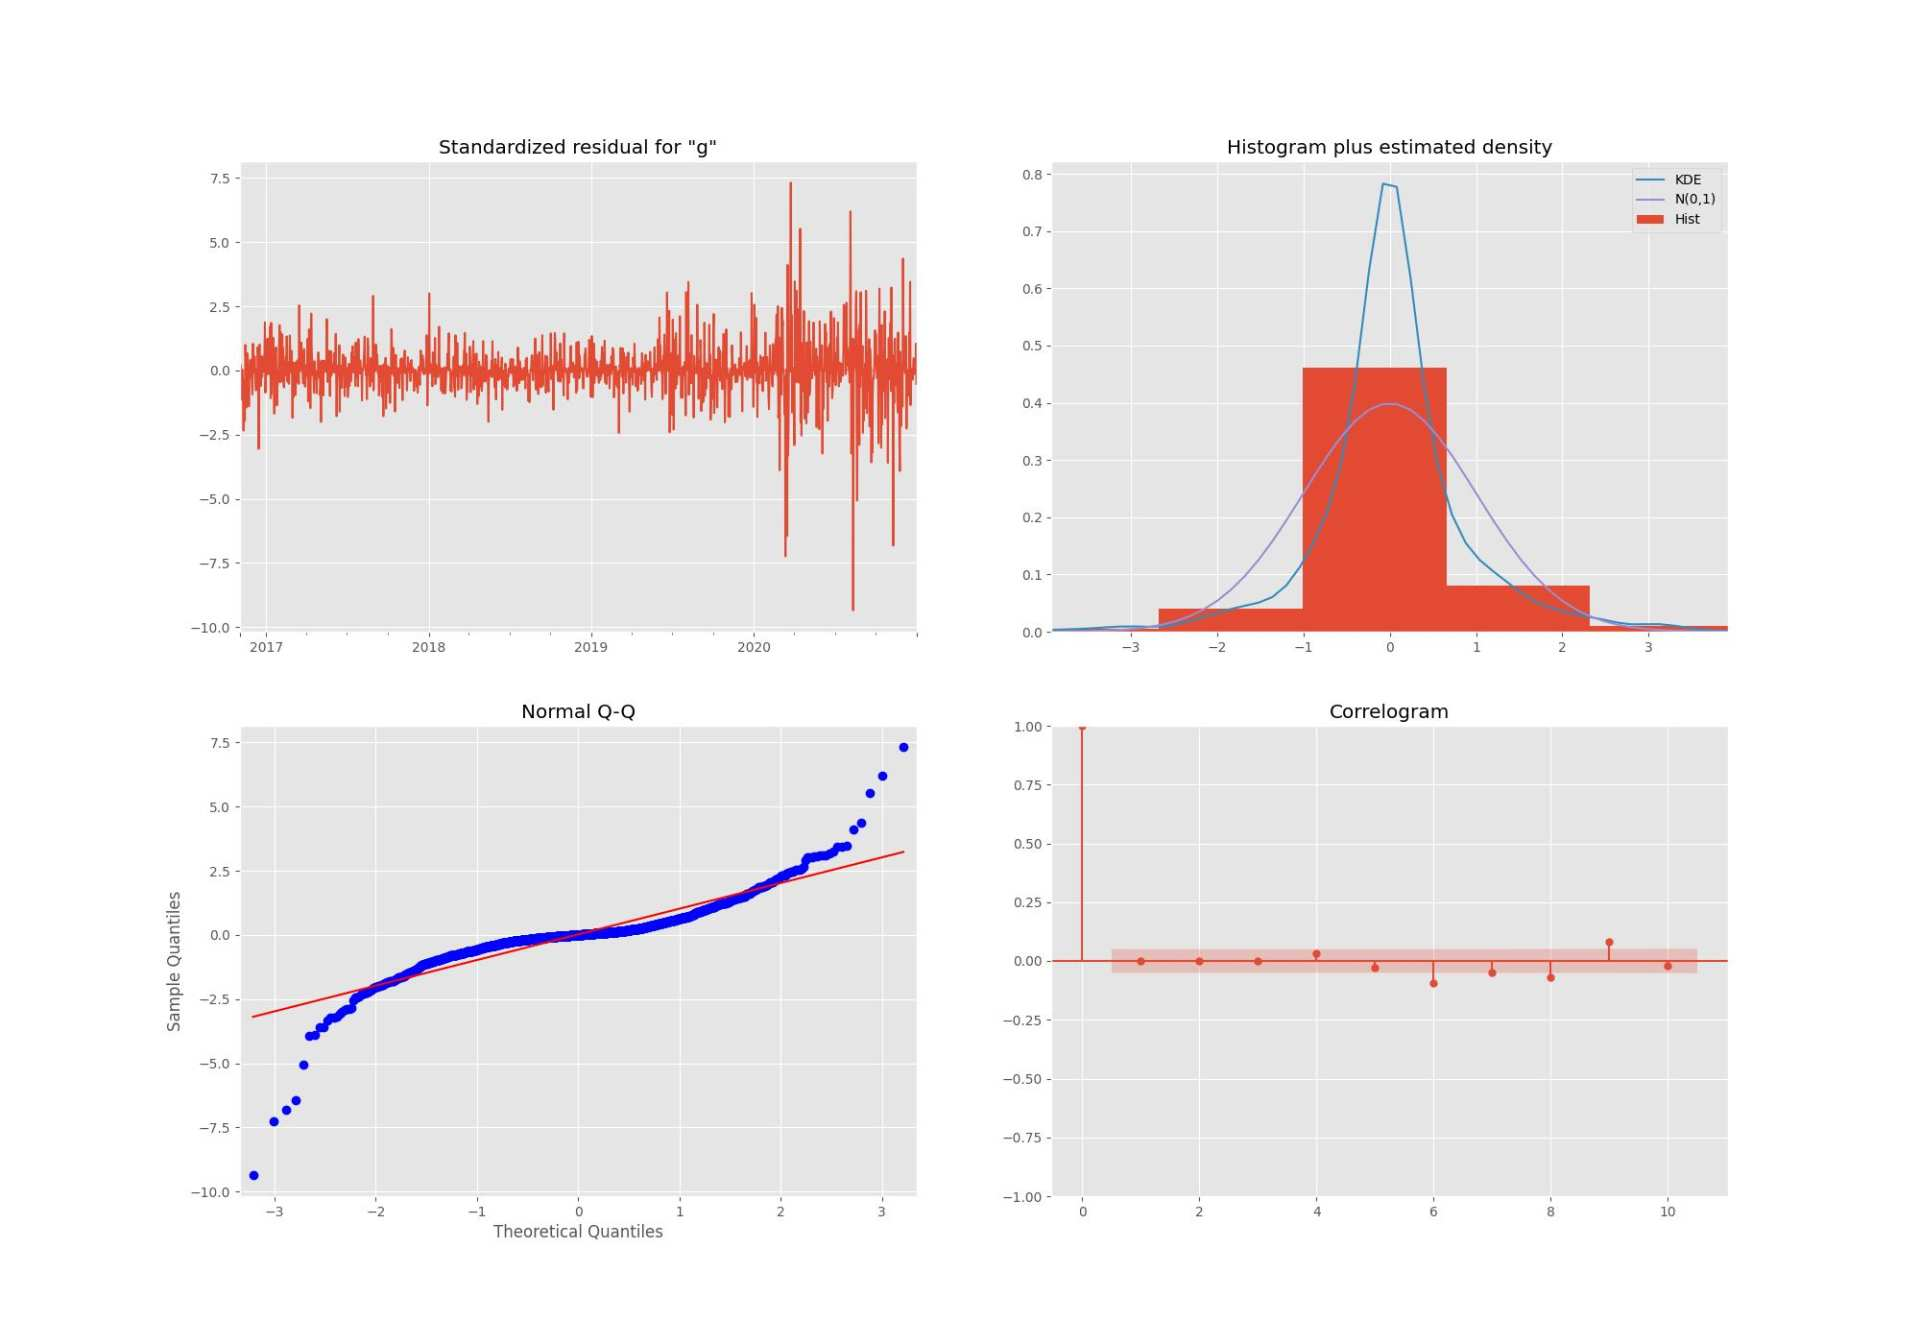 Standardized residual for "g"
7.5
5.0
2.5
0.0
−2.5
−5.0
−7.5
−10.0
2017 2018 2019 2020
Histogram plus estimated density
0.8
0.7
0.6
0.5
0.4
0.3
0.2
0.1
0.0
−3 −2 −1 0 1 2 3
KDE
N(0,1)
Hist
Normal Q-Q
Sample Quantiles
7.5
5.0
2.5
0.0
−2.5
−5.0
−7.5
−10.0
−3 −2 −1 0 1 2 3
Theoretical Quantiles
Correlogram
1.00
0.75
0.50
0.25
0.00
−0.25
−0.50
−0.75
−1.00
0 2 4 6 8 10